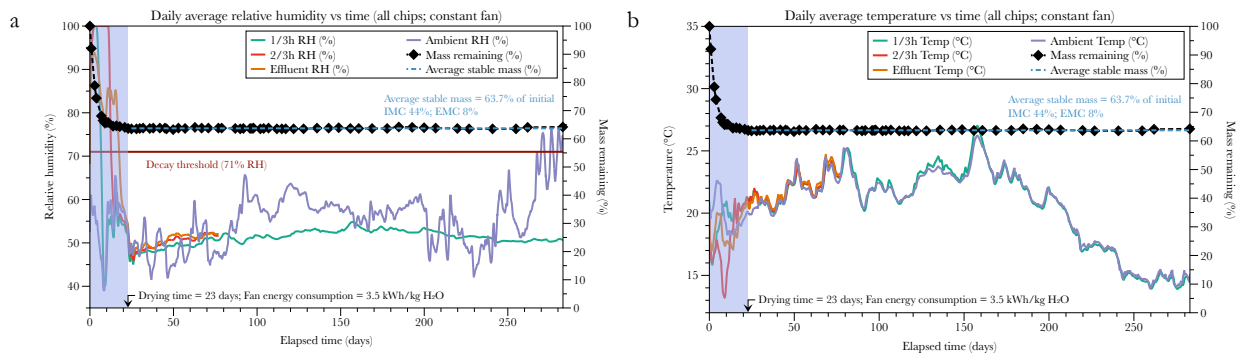 a
Daily average relative humidity vs time (all chips; constant fan)
1/3h RH (%)
2/3h RH (%)
Effluent RH (%)
Ambient RH (%)
Mass remaining (%)
Average stable mass (%)
Average stable mass = 63.7% of initial
IMC 44%; EMC 8%
Decay threshold (71% RH)
Drying time = 23 days; Fan energy consumption = 3.5 kWh/kg H2O
Relative humidity (%)
100
90
80
70
60
50
40
Mass remaining (%)
100
90
80
70
60
50
40
30
20
10
0
0
50
100
150
200
250
Elapsed time (days)
b
Daily average temperature vs time (all chips; constant fan)
1/3h Temp (°C)
2/3h Temp (°C)
Effluent Temp (°C)
Ambient Temp (°C)
Mass remaining (%)
Average stable mass (%)
Average stable mass = 63.7% of initial
IMC 44%; EMC 8%
Drying time = 23 days; Fan energy consumption = 3.5 kWh/kg H2O
Temperature (°C)
35
30
25
20
15
Mass remaining (%)
100
90
80
70
60
50
40
30
20
10
0
0
50
100
150
200
250
Elapsed time (days)